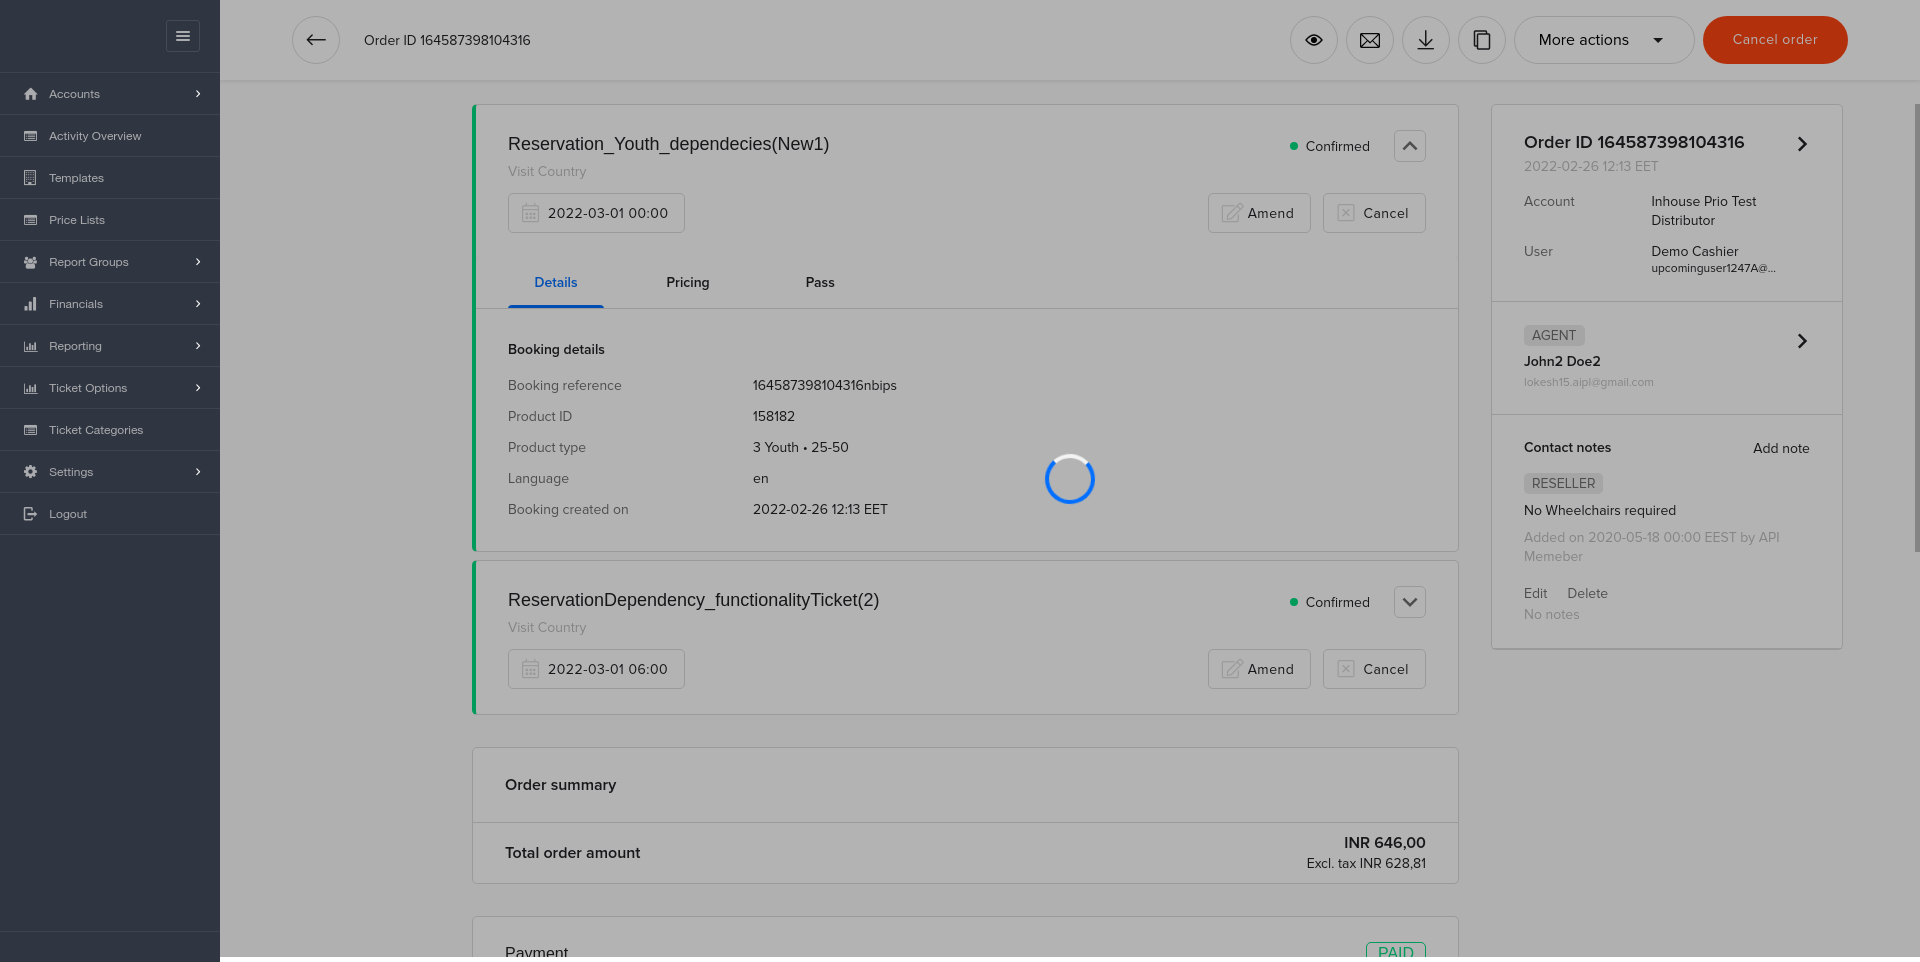 Order ID 164587398104316
More actions
Cancel order
Accounts
Activity Overview
Templates
Price Lists
Report Groups
Financials
Reporting
Ticket Options
Ticket Categories
Settings
Logout
Reservation_Youth_dependecies(New1)
Confirmed
Visit Country
2022-03-01 00:00
Amend
Cancel
Details
Pricing
Pass
Booking details
Booking reference
164587398104316nbips
Product ID
158182
Product type
3 Youth • 25-50
Language
en
Booking created on
2022-02-26 12:13 EET
ReservationDependency_functionalityTicket(2)
Confirmed
Visit Country
2022-03-01 06:00
Amend
Cancel
Order summary
Total order amount
INR 646,00
Excl. tax INR 628,81
Payment
PAID
Order ID 164587398104316
2022-02-26 12:13 EET
Account
Inhouse Prio Test
Distributor
User
Demo Cashier
upcominguser1247A@...
AGENT
John2 Doe2
lokesh15.aipl@gmail.com
Contact notes
Add note
RESELLER
No Wheelchairs required
Added on 2020-05-18 00:00 EEST by API
Memeber
Edit
Delete
No notes